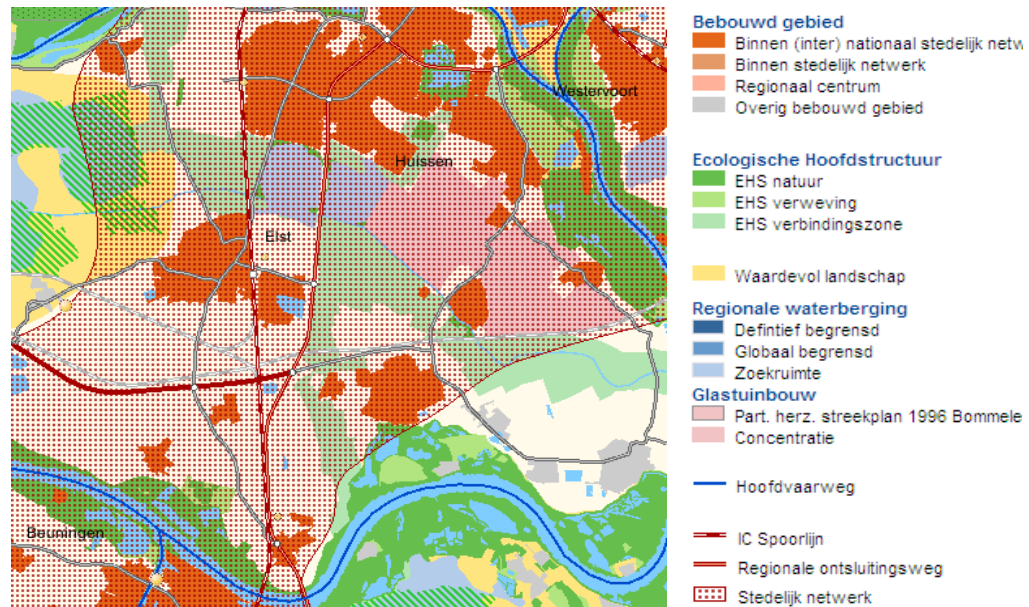 Westervoort
Huissen
Elst
Beuningen
Bebouwd gebied
Binnen (inter) nationaal stedelijk netw
Binnen stedelijk netwerk
Regionaal centrum
Overig bebouwd gebied
Ecologische Hoofdstructuur
EHS natuur
EHS verweving
EHS verbindingszone
Waardevol landschap
Regionale waterberging
Defintief begrensd
Globaal begrensd
Zoekruimte
Glastuinbouw
Part. herz. streekplan 1996 Bommele
Concentratie
Hoofdvaarweg
IC Spoorlijn
Regionale ontsluitingsweg
Stedelijk netwerk